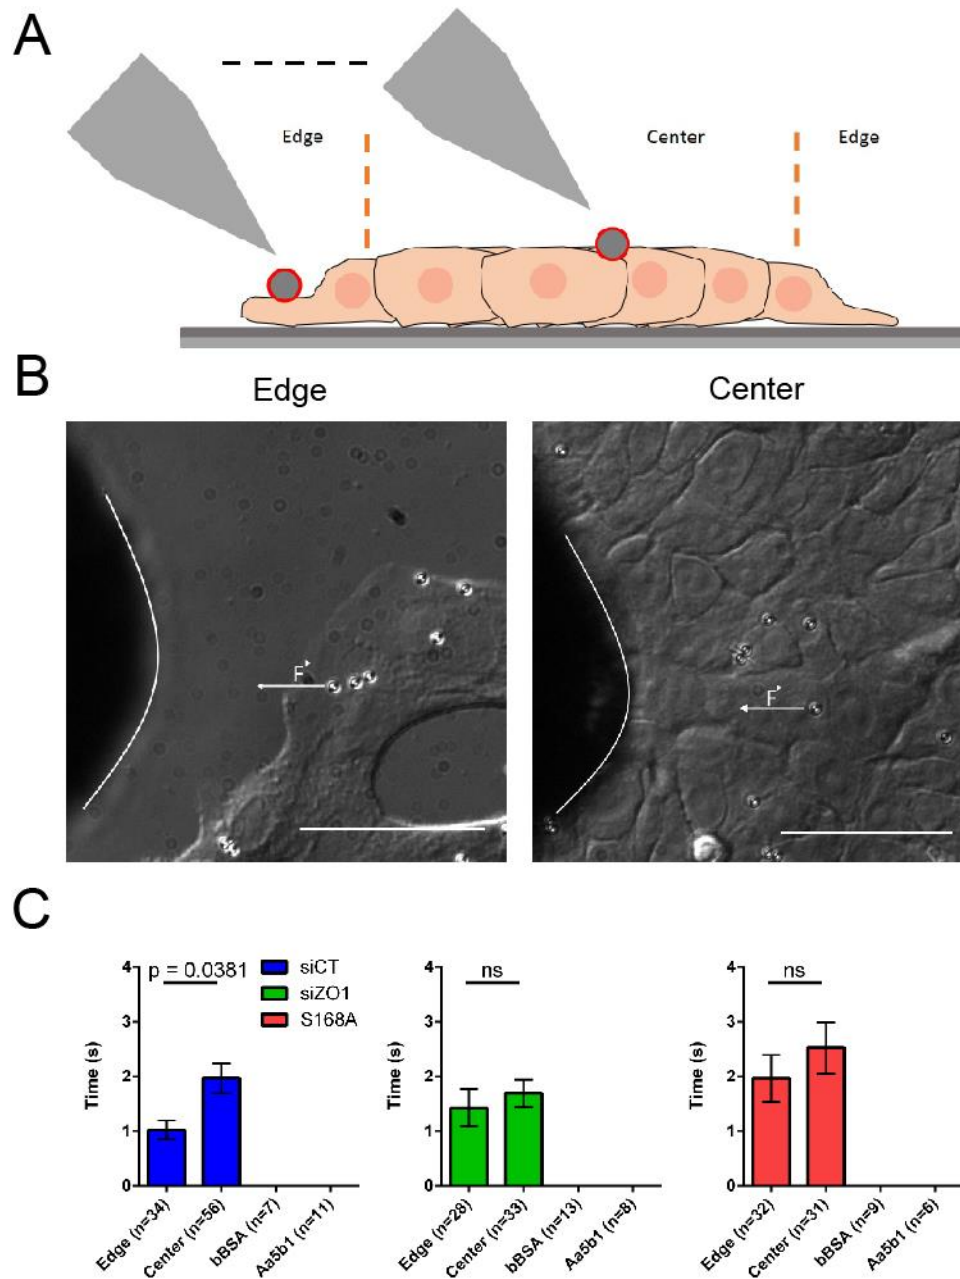 A
Edge
Center
Edge
B
Edge
Center
F
F
C
p = 0.0381
siCT
siZO1
S168A
ns
ns
Time (s)
4
3
2
1
0
Edge (n=34)
Center (n=56)
bBSA (n=7)
Aa5b1 (n=11)
Time (s)
4
3
2
1
0
Edge (n=28)
Center (n=33)
bBSA (n=13)
Aa5b1 (n=8)
Time (s)
4
3
2
1
0
Edge (n=32)
Center (n=31)
bBSA (n=9)
Aa5b1 (n=6)